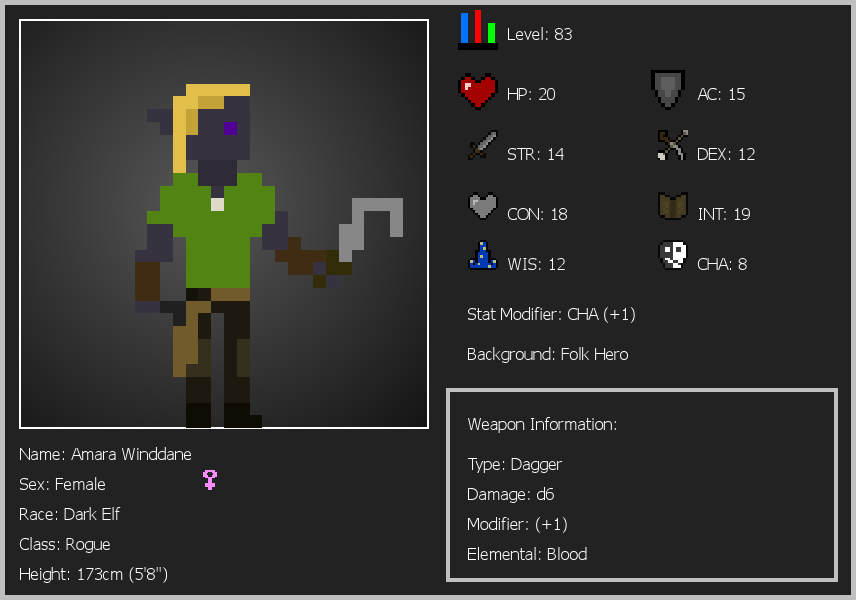 Level: 83
HP: 20
AC: 15
STR: 14
DEX: 12
CON: 18
INT: 19
WIS: 12
CHA: 8
Stat Modifier: CHA (+1)
Background: Folk Hero
Weapon Information:
Type: Dagger
Damage: d6
Modifier: (+1)
Elemental: Blood
Name: Amara Winddane
Sex: Female
Race: Dark Elf
Class: Rogue
Height: 173cm (5'8")